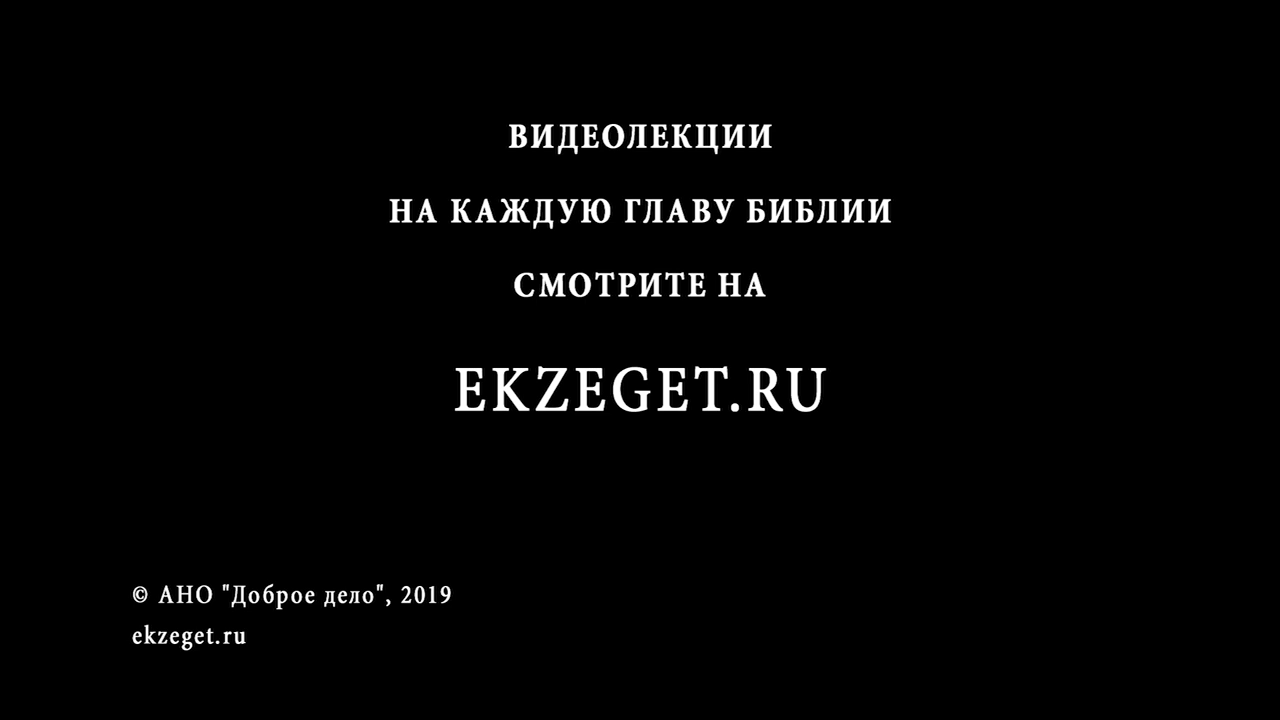 ВИДЕОЛЕКЦИИ
НА КАЖДУЮ ГЛАВУ БИБЛИИ
СМОТРИТЕ НА
EKZEGET.RU
© АНО "Доброе дело", 2019
ekzeget.ru